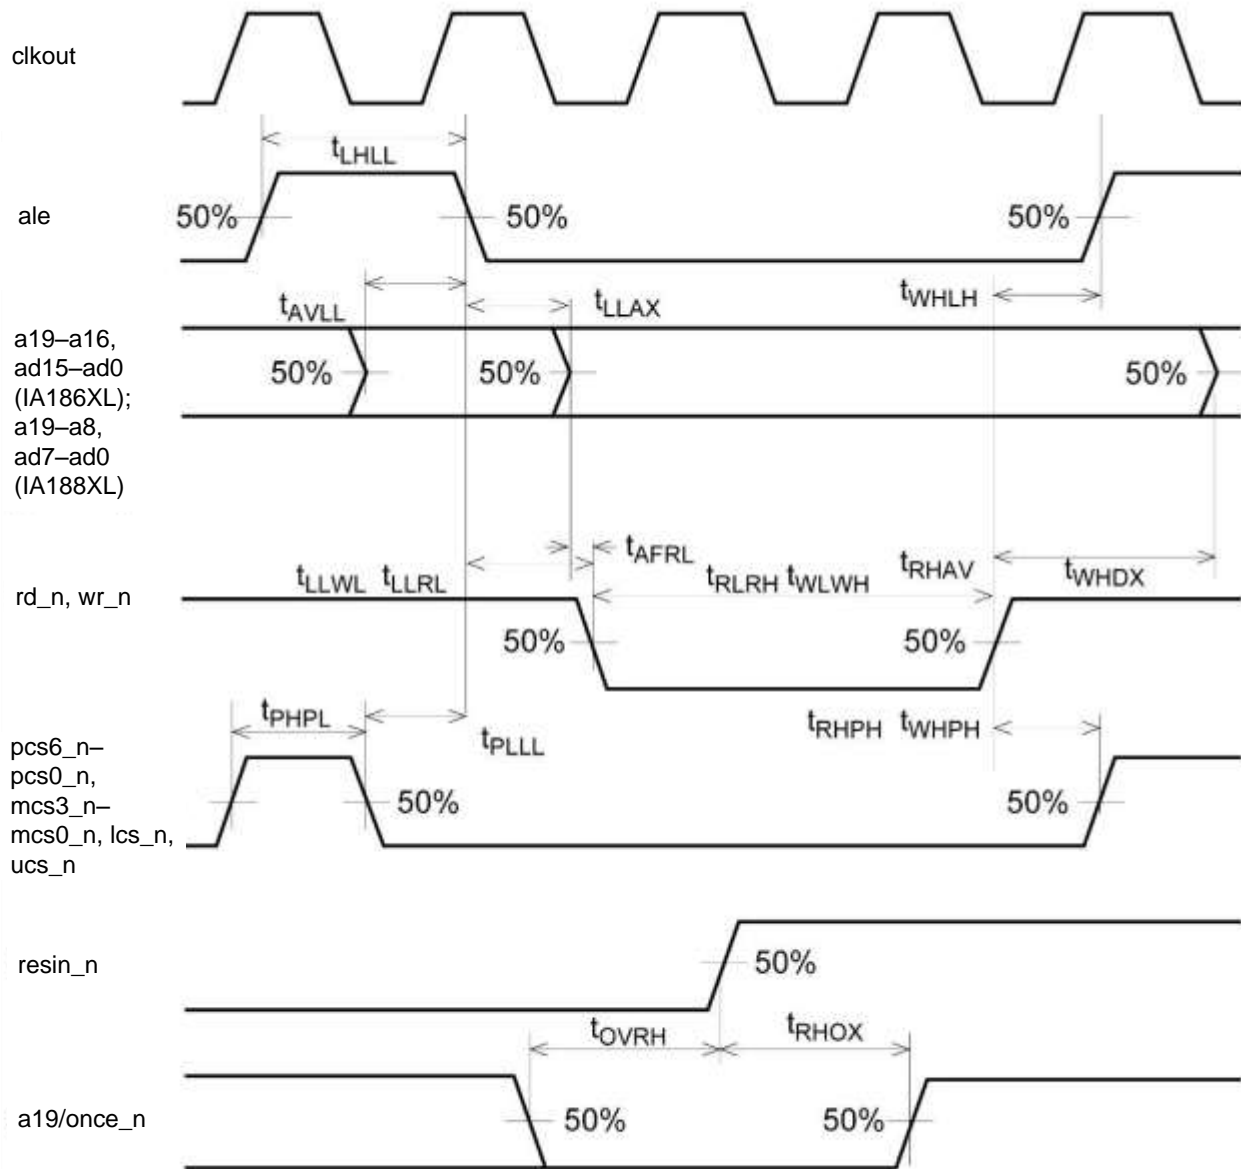 clkout
tLHLL
ale
50%
50%
50%
tAVLL
tLLAX
tWHLH
a19–a16,
ad15–ad0
(IA186XL);
a19–a8,
ad7–ad0
(IA188XL)
50%
50%
50%
tAFRL
tLLWL tLLRL
tRLRH tWLWH
tRHAV
tWHDX
rd_n, wr_n
50%
50%
tPHPL
tPLLL
tRHPH tWHPH
pcs6_n–
pcs0_n,
mcs3_n–
mcs0_n, lcs_n,
ucs_n
50%
50%
resin_n
50%
tOVRH
tRHOX
a19/once_n
50%
50%